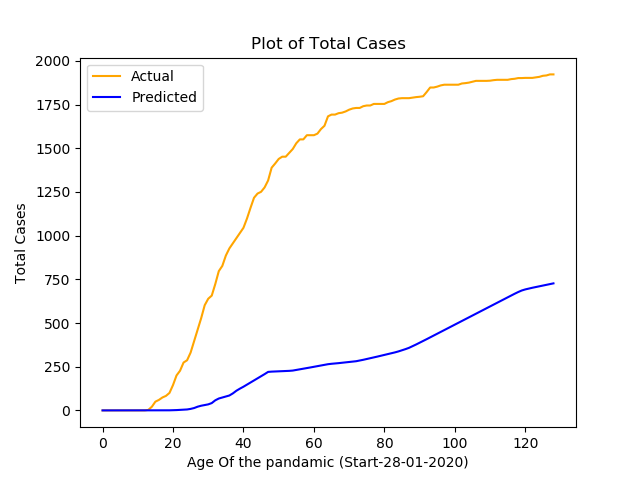 Plot of Total Cases
Actual
Predicted
2000
1750
1500
1250
1000
750
500
250
0
Total Cases
0 20 40 60 80 100 120
Age Of the pandamic (Start-28-01-2020)